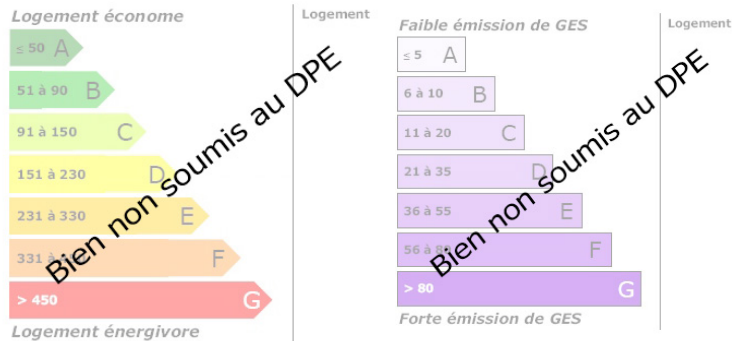 Logement économe
Logement
≤ 50 A
51 à 90 B
91 à 150 C
151 à 230 D
231 à 330 E
331 à F
> 450 G
Logement énergivore
Bien non soumis au DPE
Faible émission de GES
Logement
≤ 5 A
6 à 10 B
11 à 20 C
21 à 35 D
36 à 55 E
56 à 80 F
> 80 G
Forte émission de GES
Bien non soumis au DPE